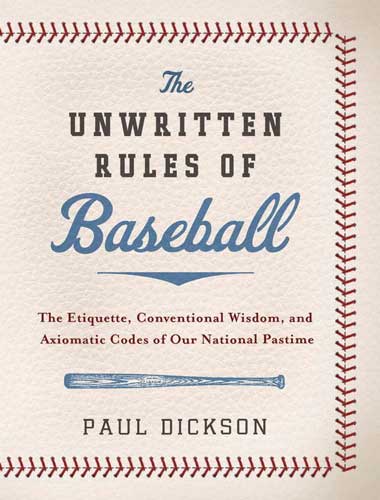 The
UNWRITTEN
RULES OF
Baseball
The Etiquette, Conventional Wisdom, and
Axiomatic Codes of Our National Pastime
PAUL DICKSON